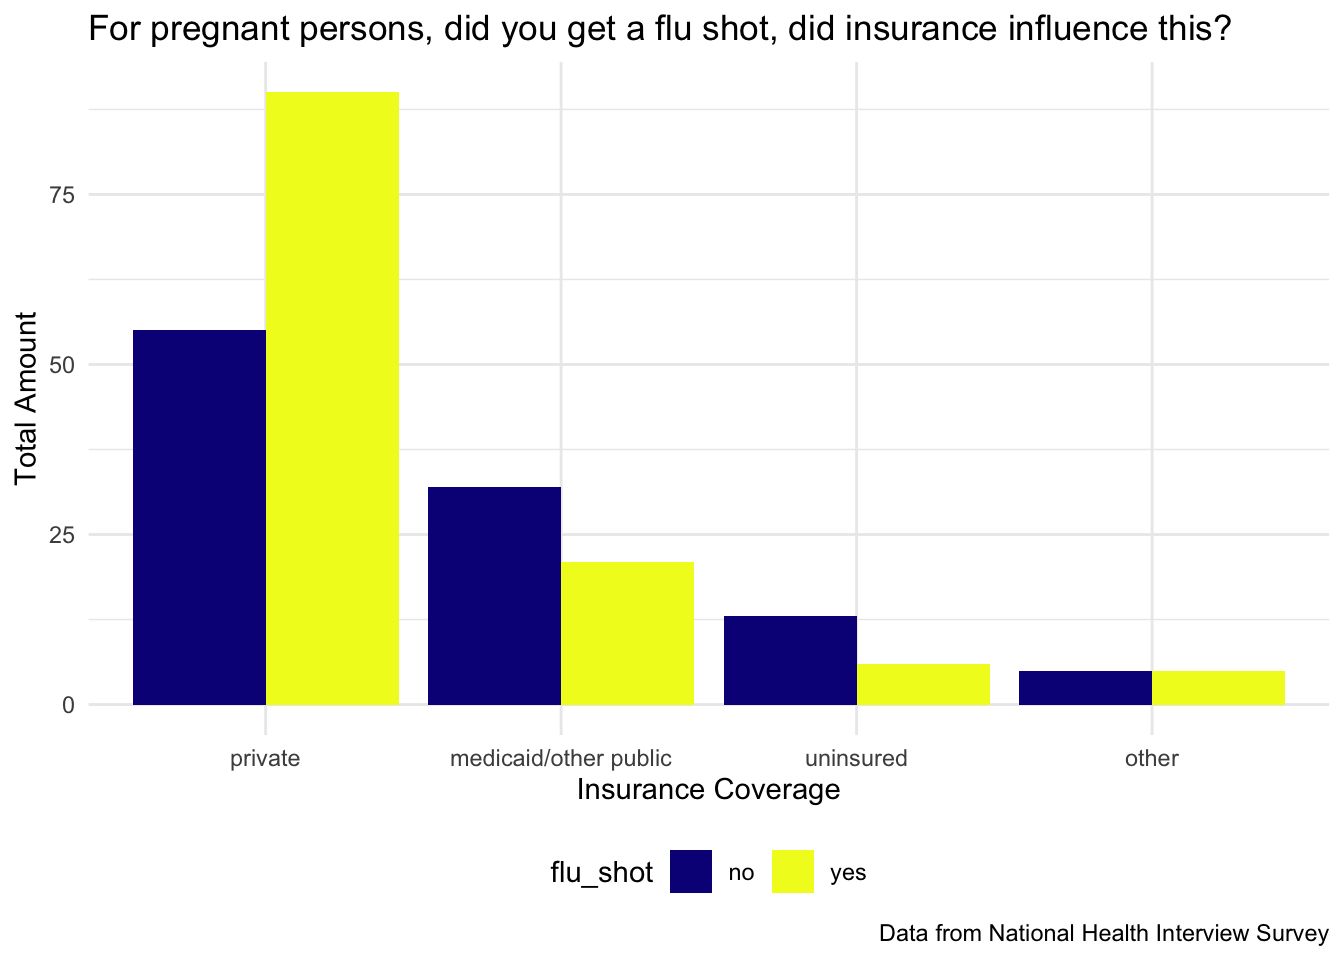 For pregnant persons, did you get a flu shot, did insurance influence this?
Total Amount
75
50
25
0
private medicaid/other public uninsured other
Insurance Coverage
flu_shot no yes
Data from National Health Interview Survey